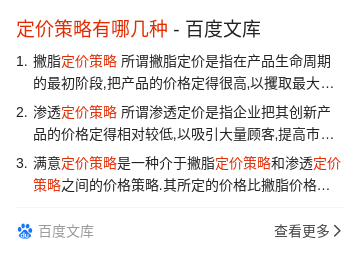 定价策略有哪几种 - 百度文库
1. 撇脂定价策略 所谓撇脂定价是指在产品生命周期
的最初阶段,把产品的价格定得很高,以攫取最大…
2. 渗透定价策略 所谓渗透定价是指企业把其创新产
品的价格定得相对较低,以吸引大量顾客,提高市…
3. 满意定价策略是一种介于撇脂定价策略和渗透定价
策略之间的价格策略.其所定的价格比撇脂价格…
百度文库 查看更多